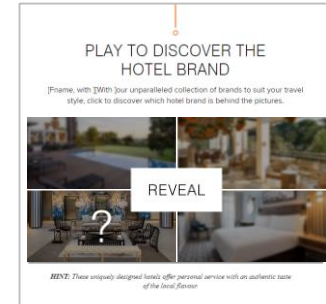 PLAY TO DISCOVER THE
HOTEL BRAND
[Fname, with ][With ]our unparalleled collection of brands to suit your travel
style, click to discover which hotel brand is behind the pictures.
REVEAL
?
HINT: These uniquely designed hotels offer personal service with an authentic taste
of the local flavour